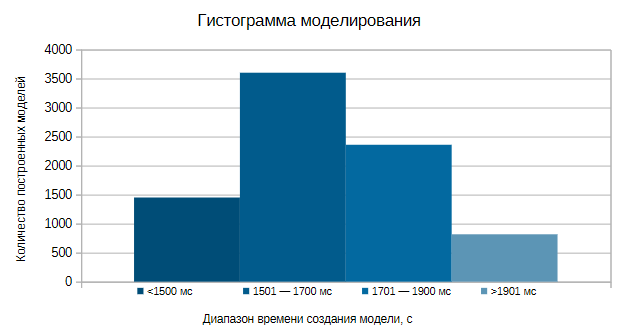 Гистограмма моделирования
Количество построенных моделей
4000
3500
3000
2500
2000
1500
1000
500
0
<1500 мс
1501 — 1700 мс
1701 — 1900 мс
>1901 мс
Диапазон времени создания модели, с